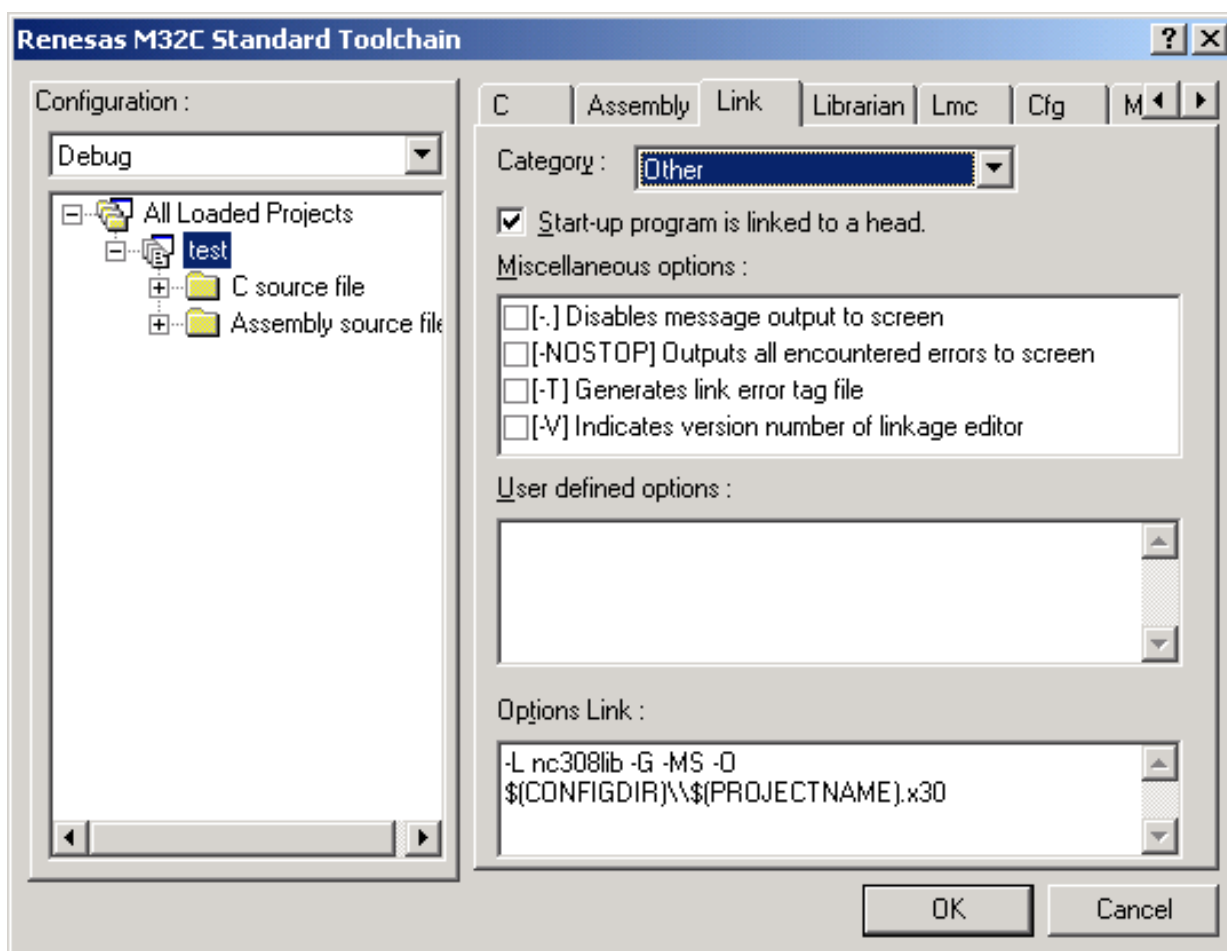 Renesas M32C Standard Toolchain
Configuration :
Debug
All Loaded Projects
test
C source file
Assembly source file
C Assembly Link Librarian Lmc Cfg M
Category : Other
Start-up program is linked to a head.
Miscellaneous options :
[-.] Disables message output to screen
[-NOSTOP] Outputs all encountered errors to screen
[-T] Generates link error tag file
[-V] Indicates version number of linkage editor
User defined options :
Options Link :
-L nc308lib -G -MS -O
$(CONFIGDIR)\\$(PROJECTNAME).x30
OK Cancel